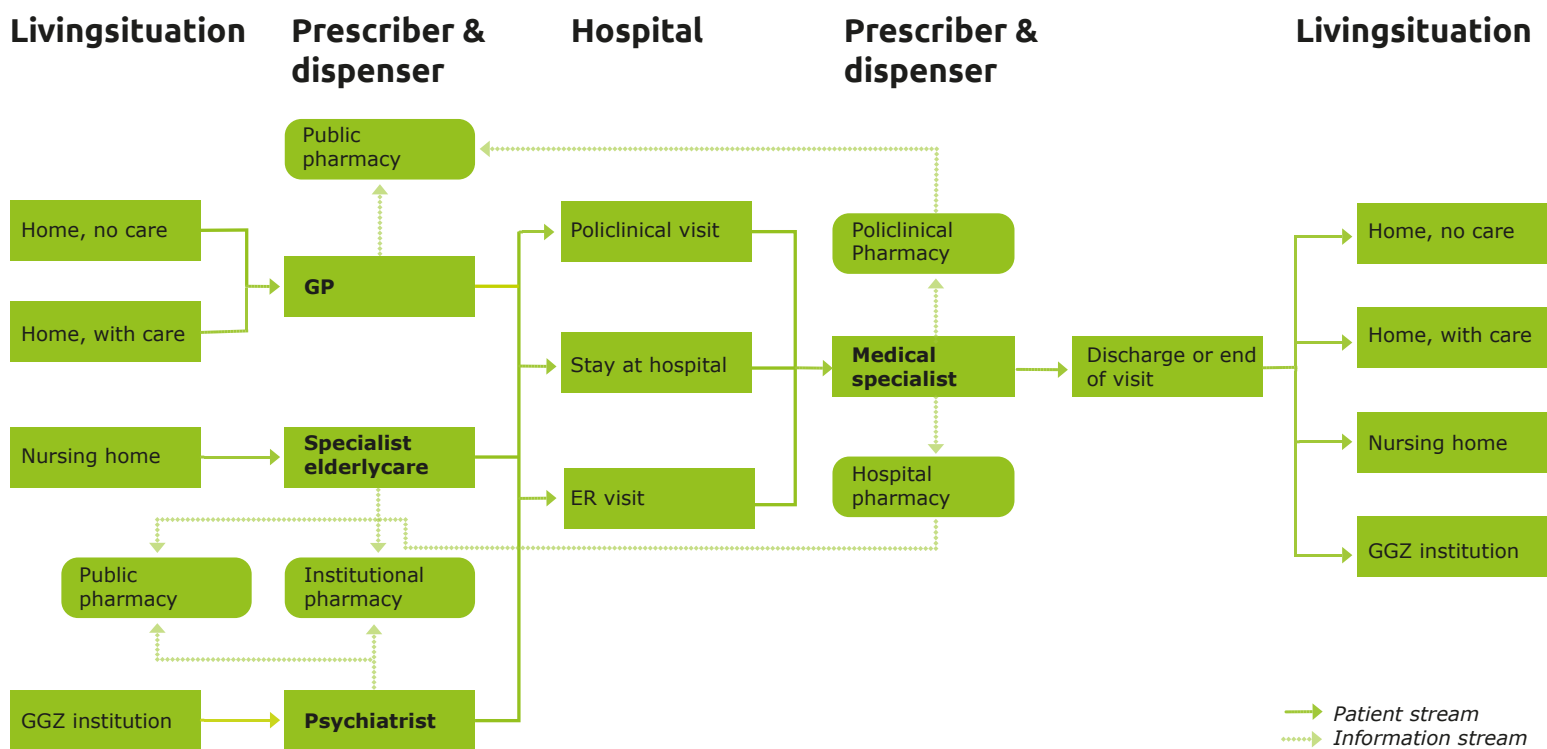 Livingsituation
Prescriber &
dispenser
Hospital
Prescriber &
dispenser
Livingsituation
Public
pharmacy
Home, no care
Policlinical visit
Policlinical
Pharmacy
Home, no care
GP
Home, with care
Stay at hospital
Medical
specialist
Discharge or end
of visit
Home, with care
Nursing home
Specialist
elderlycare
ER visit
Hospital
pharmacy
Nursing home
Public
pharmacy
Institutional
pharmacy
GGZ institution
GGZ institution
Psychiatrist
Patient stream
Information stream